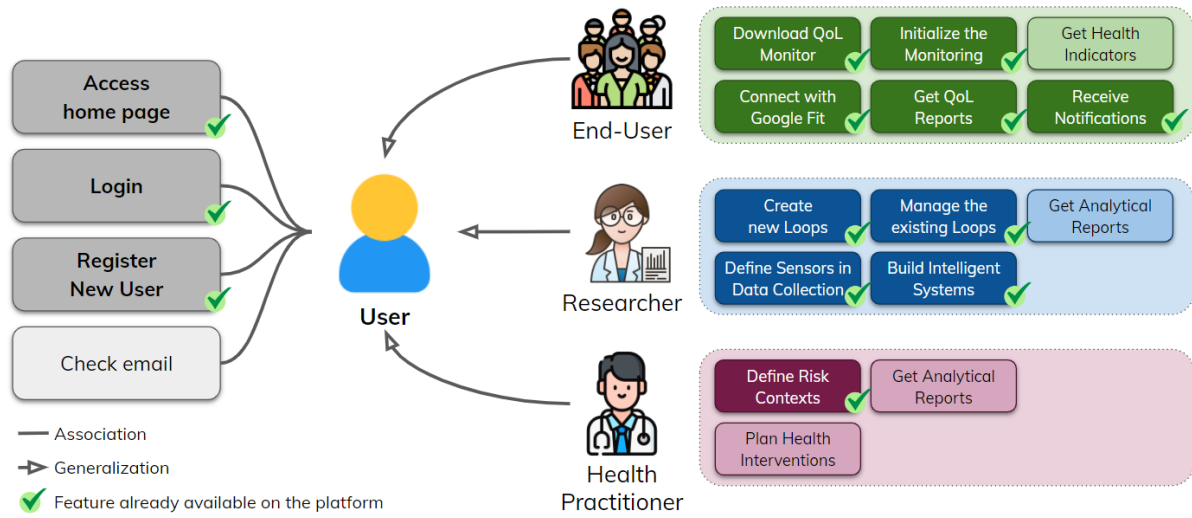 Access
home page
Login
Register
New User
Check email
Association
Generalization
Feature already available on the platform
User
End-User
Researcher
Health
Practitioner
Download QoL
Monitor
Initialize the
Monitoring
Get Health
Indicators
Connect with
Google Fit
Get QoL
Reports
Receive
Notifications
Create
new Loops
Manage the
existing Loops
Get Analytical
Reports
Define Sensors in
Data Collection
Build Intelligent
Systems
Define Risk
Contexts
Get Analytical
Reports
Plan Health
Interventions